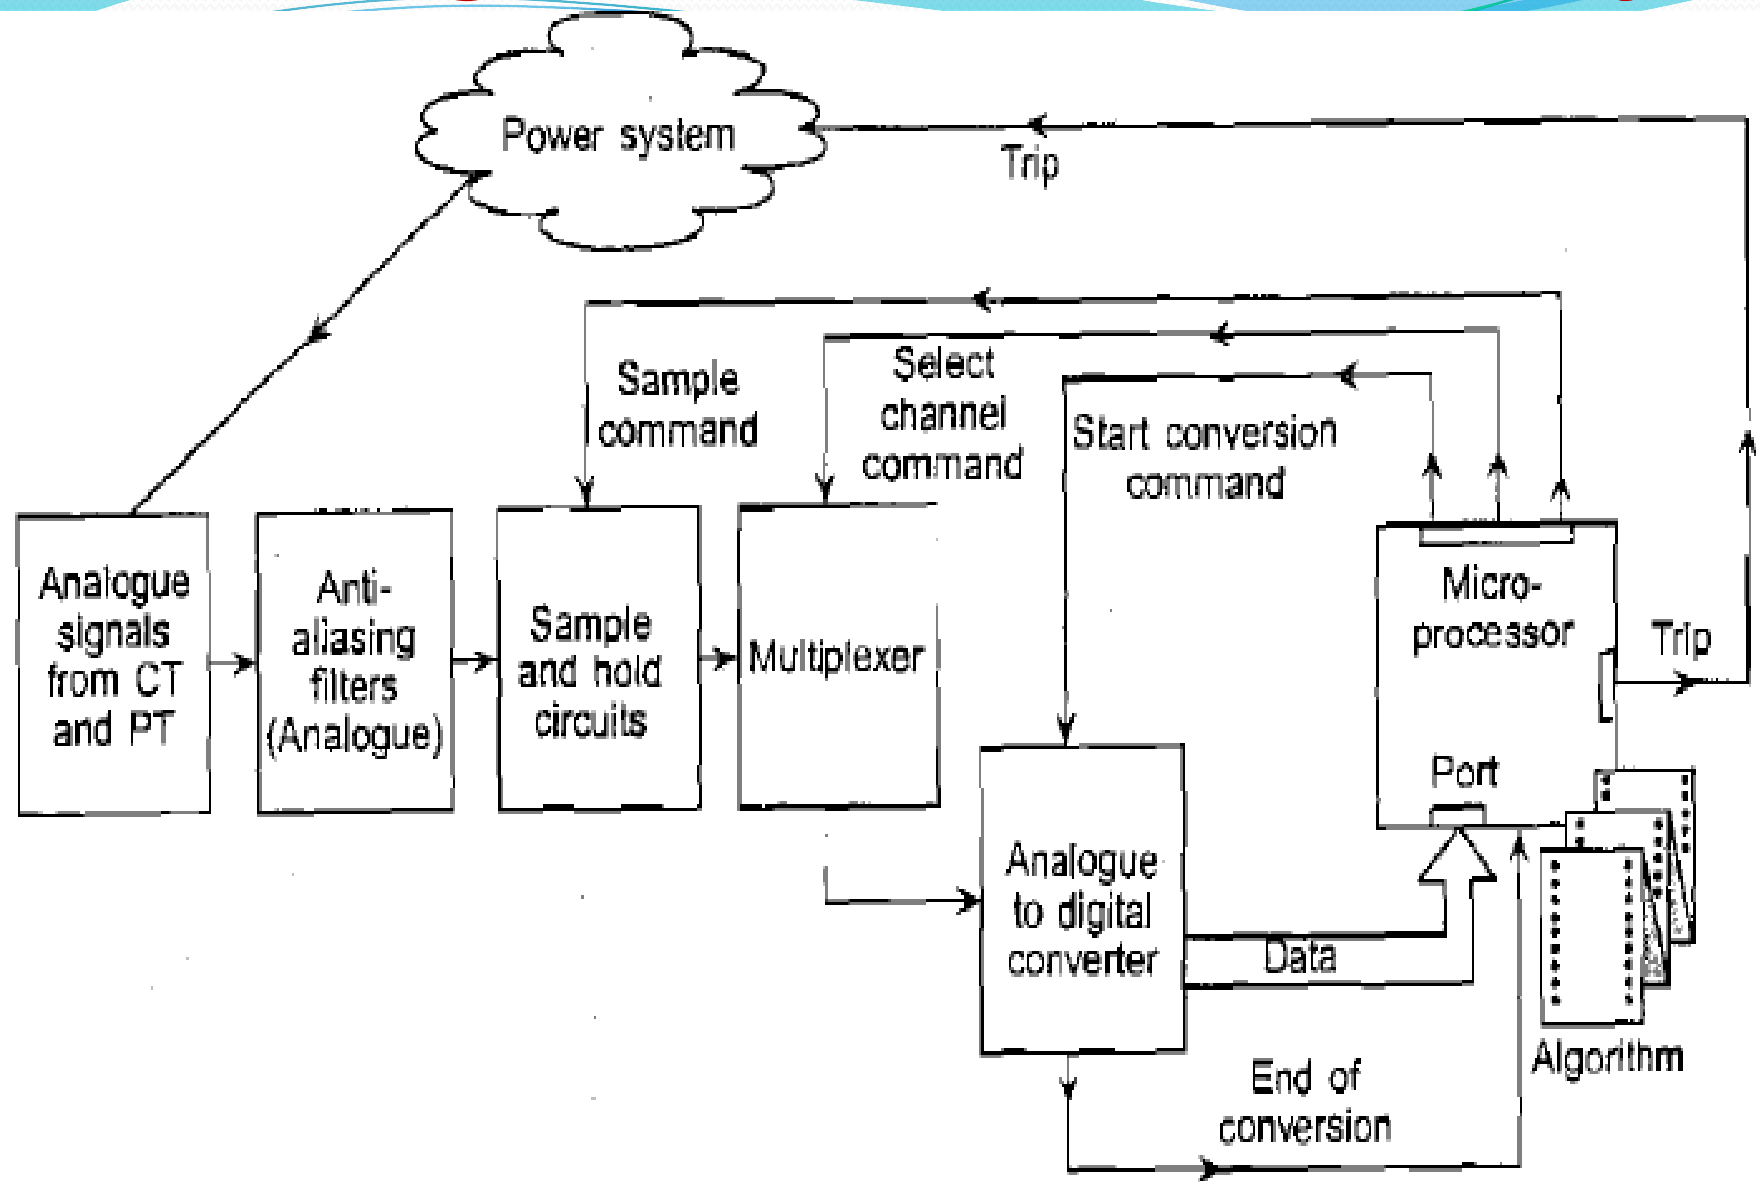 Power system
Trip
Sample
command
Select
channel
command
Start conversion
command
Analogue
signals
from CT
and PT
Anti-
aliasing
filters
(Analogue)
Sample
and hold
circuits
Multiplexer
Micro-
processor
Trip
Port
Analogue
to digital
converter
Data
Algorithm
End of
conversion